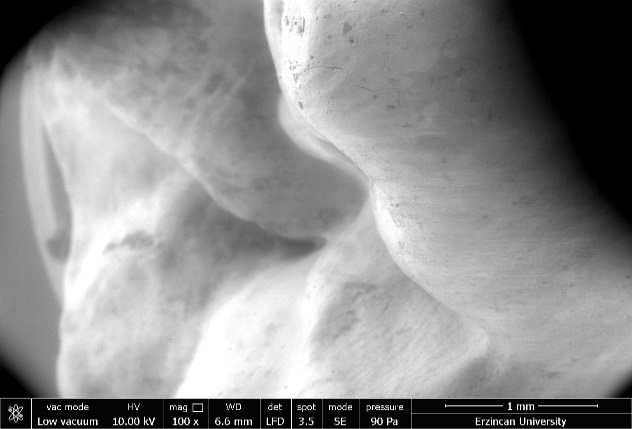 vac mode HV mag WD det spot mode pressure 1 mm
Low vacuum 10.00 kV 100 x 6.6 mm LFD 3.5 SE 90 Pa Erzincan University